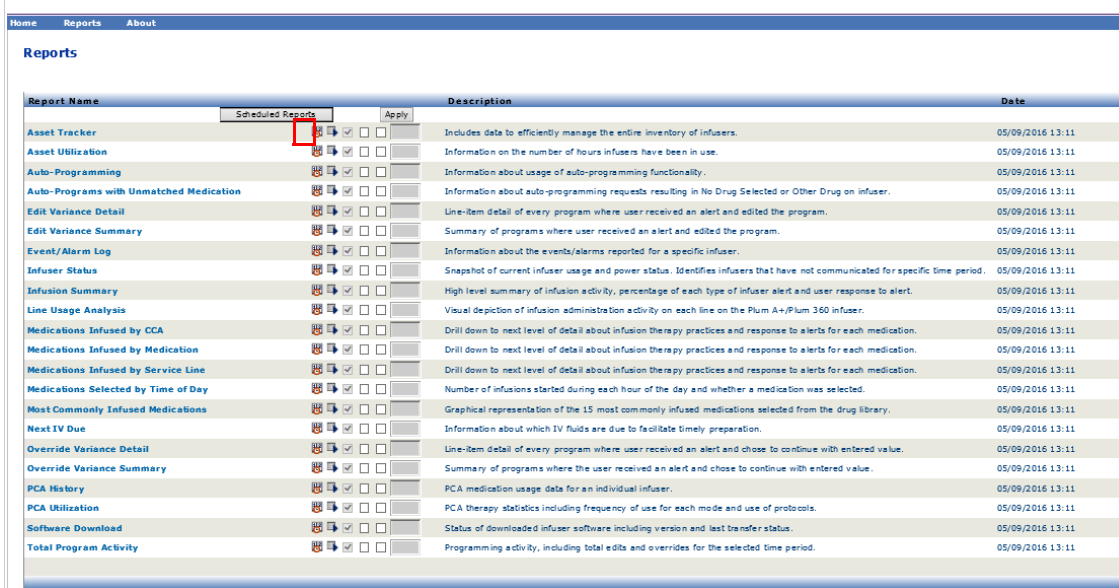 Home Reports About
Reports
Report Name Description Date
Scheduled Reports Apply
Asset Tracker Includes data to efficiently manage the entire inventory of infusers. 05/09/2016 13:11
Asset Utilization Information on the number of hours infusers have been in use. 05/09/2016 13:11
Auto-Programming Information about usage of auto-programming functionality. 05/09/2016 13:11
Auto-Programs with Unmatched Medication Information about auto-programming requests resulting in No Drug Selected or Other Drug on infuser. 05/09/2016 13:11
Edit Variance Detail Line-item detail of every program where user received an alert and edited the program. 05/09/2016 13:11
Edit Variance Summary Summary of programs where user received an alert and edited the program. 05/09/2016 13:11
Event/Alarm Log Information about the events/alarms reported for a specific infuser. 05/09/2016 13:11
Infuser Status Snapshot of current infuser usage and power status. Identifies infusers that have not communicated for specific time period. 05/09/2016 13:11
Infusion Summary High level summary of infusion activity, percentage of each type of infuser alert and user response to alert. 05/09/2016 13:11
Line Usage Analysis Visual depiction of infusion administration activity on each line on the Plum A+/Plum 360 infuser. 05/09/2016 13:11
Medications Infused by CCA Drill down to next level of detail about infusion therapy practices and response to alerts for each medication. 05/09/2016 13:11
Medications Infused by Medication Drill down to next level of detail about infusion therapy practices and response to alerts for each medication. 05/09/2016 13:11
Medications Infused by Service Line Drill down to next level of detail about infusion therapy practices and response to alerts for each medication. 05/09/2016 13:11
Medications Selected by Time of Day Number of infusions started during each hour of the day and whether a medication was selected. 05/09/2016 13:11
Most Commonly Infused Medications Graphical representation of the 15 most commonly infused medications selected from the drug library. 05/09/2016 13:11
Next IV Due Information about which IV fluids are due to facilitate timely preparation. 05/09/2016 13:11
Override Variance Detail Line-item detail of every program where user received an alert and chose to continue with entered value. 05/09/2016 13:11
Override Variance Summary Summary of programs where the user received an alert and chose to continue with entered value. 05/09/2016 13:11
PCA History PCA medication usage data for an individual infuser. 05/09/2016 13:11
PCA Utilization PCA therapy statistics including frequency of use for each mode and use of protocols. 05/09/2016 13:11
Software Download Status of downloaded infuser software including version and last transfer status. 05/09/2016 13:11
Total Program Activity Programming activity, including total edits and overrides for the selected time period. 05/09/2016 13:11